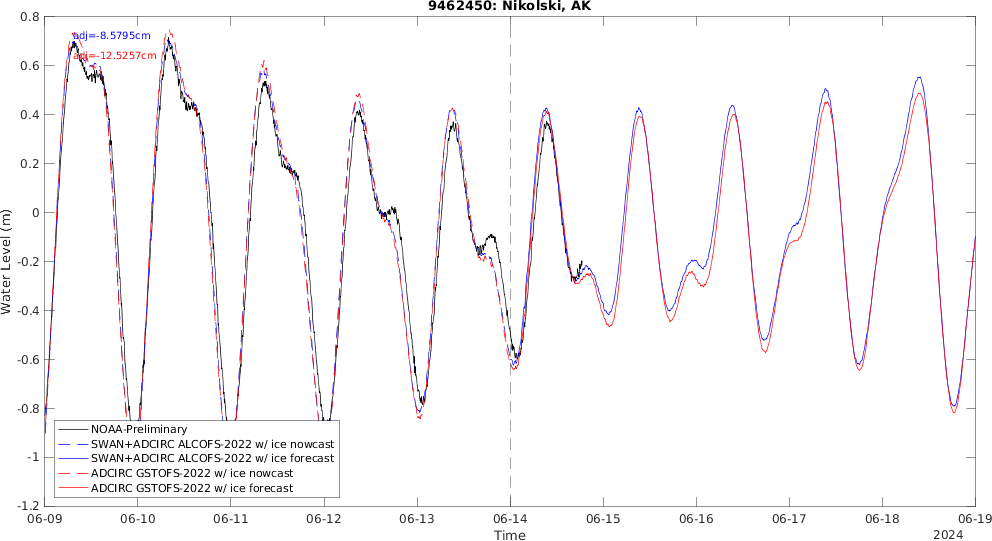 9462450: Nikolski, AK
adj=-8.5795cm
adj=-12.5257cm
0.8
0.6
0.4
0.2
0
-0.2
-0.4
-0.6
-0.8
-1
-1.2
Water Level (m)
NOAA-Preliminary
SWAN+ADCIRC ALCOFS-2022 w/ ice nowcast
SWAN+ADCIRC ALCOFS-2022 w/ ice forecast
ADCIRC GSTOFS-2022 w/ ice nowcast
ADCIRC GSTOFS-2022 w/ ice forecast
06-09 06-10 06-11 06-12 06-13 06-14 06-15 06-16 06-17 06-18 06-19
Time
2024